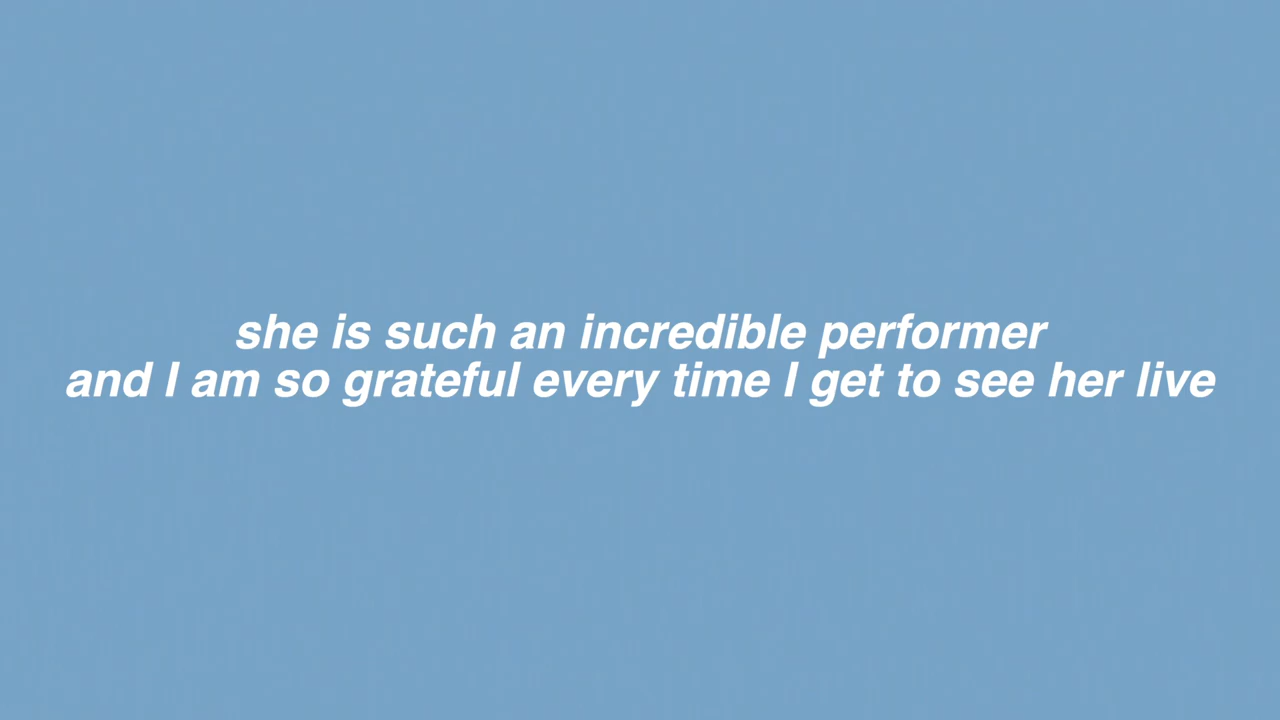 she is such an incredible performer
and I am so grateful every time I get to see her live